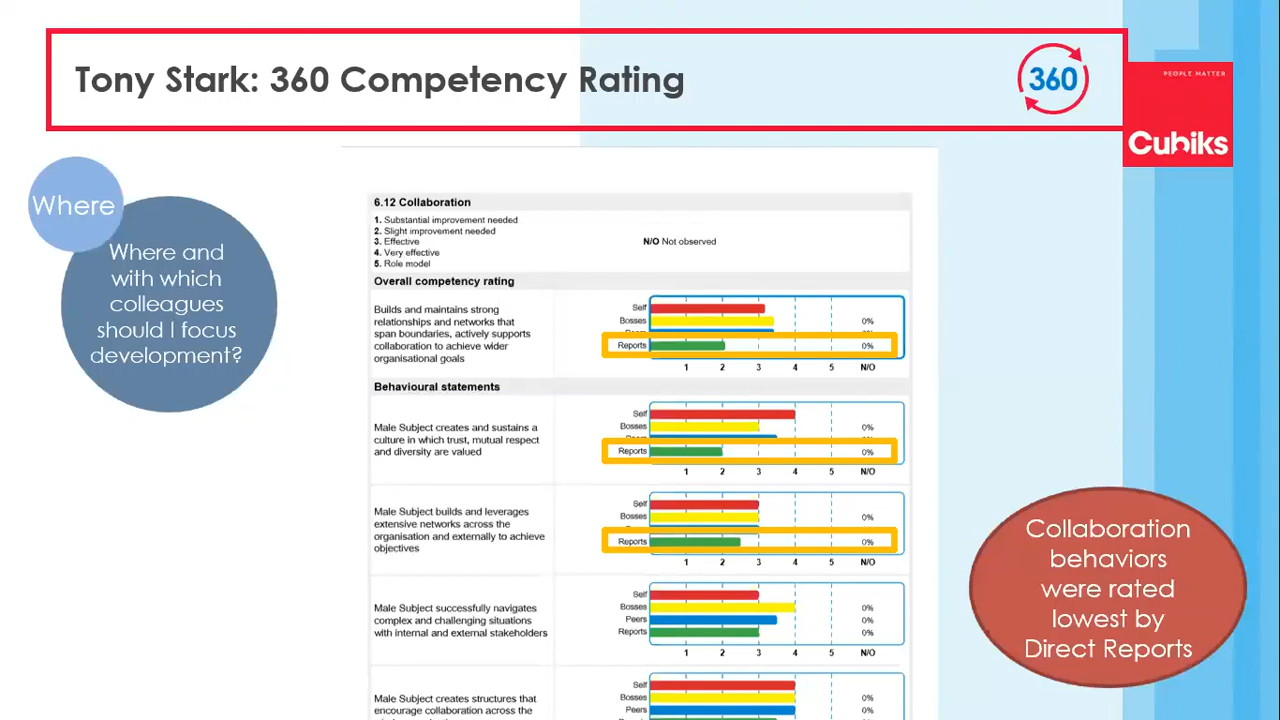 Tony Stark: 360 Competency Rating
360
PEOPLE MATTER
Cubiks
Where
Where and
with which
colleagues
should I focus
development?
6.12 Collaboration
1. Substantial improvement needed
2. Slight improvement needed
3. Effective
4. Very effective
5. Role model
N/O Not observed
Overall competency rating
Builds and maintains strong
relationships and networks that
span boundaries, actively supports
collaboration to achieve wider
organisational goals
Self
Bosses 0%
Reports 0%
1 2 3 4 5 N/O
Behavioural statements
Male Subject creates and sustains a
culture in which trust, mutual respect
and diversity are valued
Self
Bosses 0%
Reports 0%
1 2 3 4 5 N/O
Male Subject builds and leverages
extensive networks across the
organisation and externally to achieve
objectives
Self
Bosses 0%
Reports 0%
1 2 3 4 5 N/O
Male Subject successfully navigates
complex and challenging situations
with internal and external stakeholders
Self
Bosses 0%
Peers 0%
Reports 0%
1 2 3 4 5 N/O
Male Subject creates structures that
encourage collaboration across the
Self
Bosses 0%
Peers 0%
Collaboration
behaviors
were rated
lowest by
Direct Reports